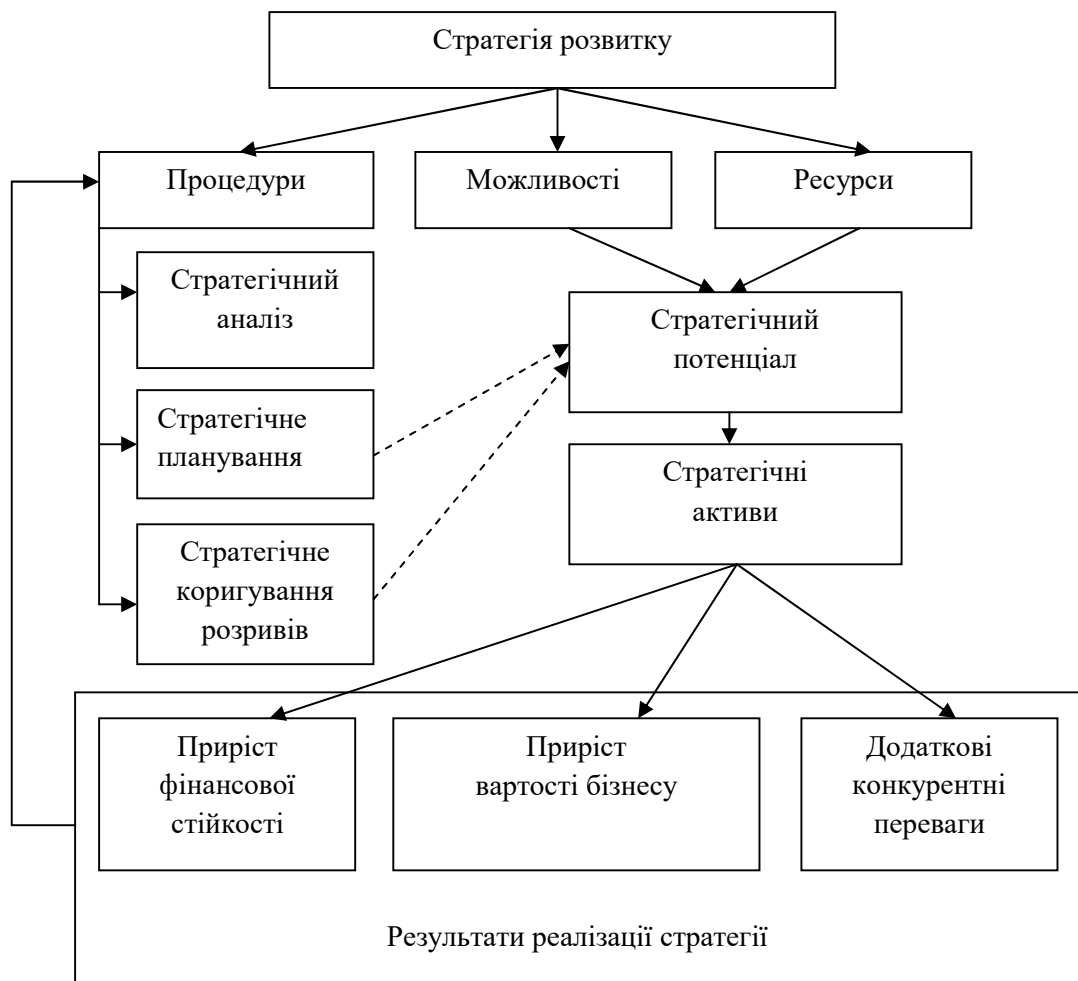 Стратегія розвитку
Процедури
Можливості
Ресурси
Стратегічний
аналіз
Стратегічний
потенціал
Стратегічне
планування
Стратегічні
активи
Стратегічне
коригування
розривів
Приріст
фінансової
стійкості
Приріст
вартості бізнесу
Додаткові
конкурентні
переваги
Результати реалізації стратегії